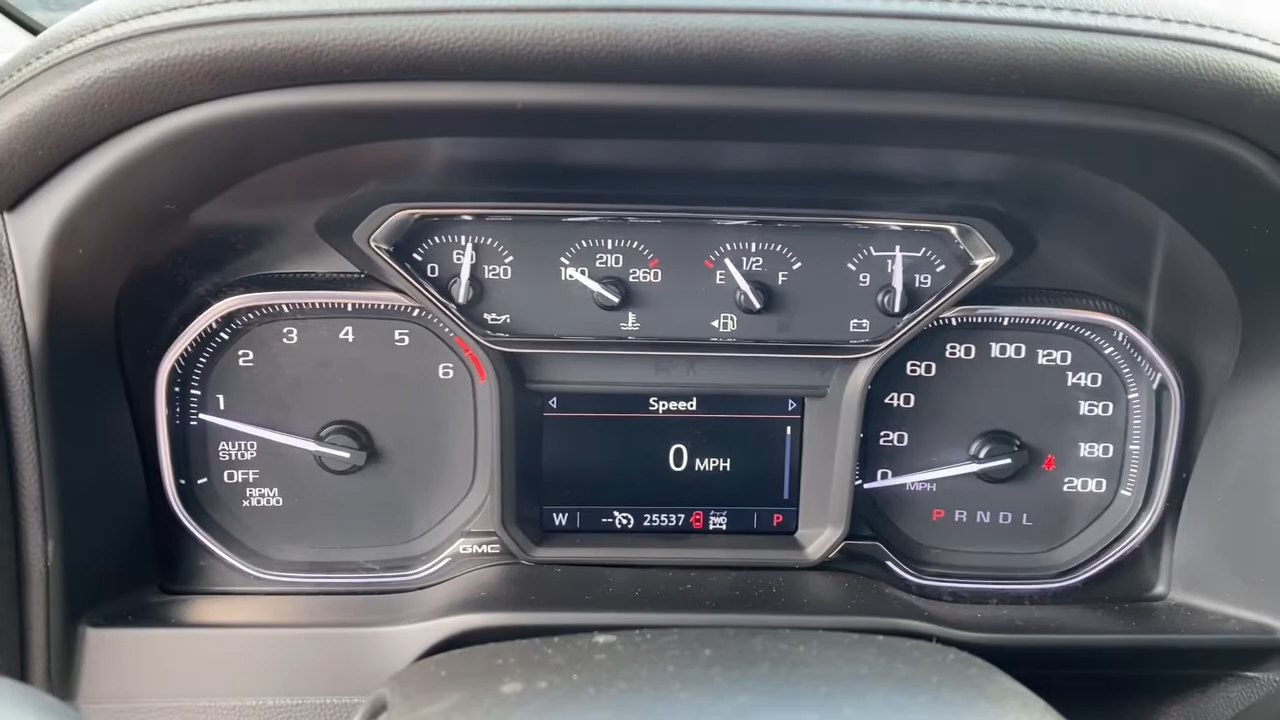 0 60 120
160 210 260
E 1/2 F
9 14 19
1 2 3 4 5 6
AUTO
STOP
OFF
RPM
x1000
GMC
Speed
0 MPH
W -- 25537 2WD P
0 20 40 60 80 100 120 140 160 180 200
MPH
P R N D L